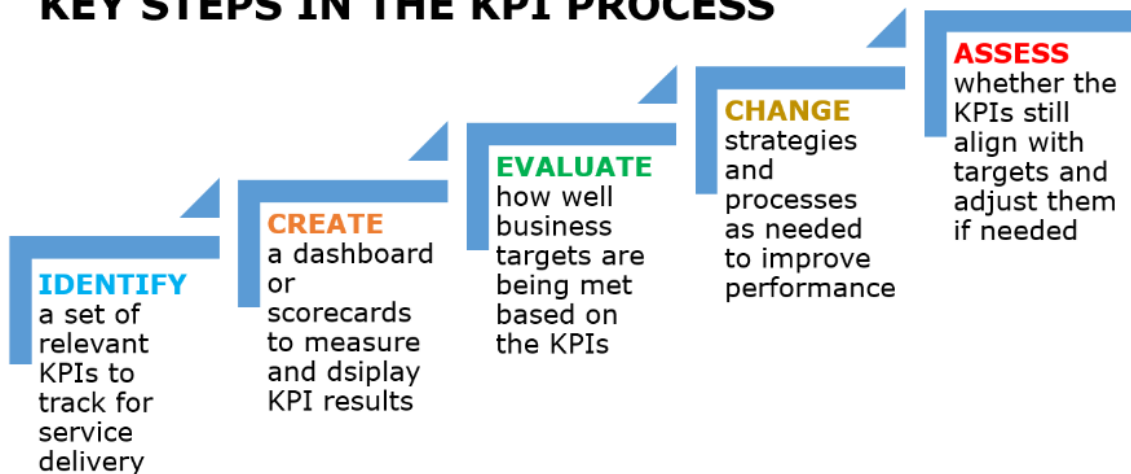 KEY STEPS IN THE KPI PROCESS
IDENTIFY
a set of
relevant
KPIs to
track for
service
delivery
CREATE
a dashboard
or
scorecards
to measure
and dsiplay
KPI results
EVALUATE
how well
business
targets are
being met
based on
the KPIs
CHANGE
strategies
and
processes
as needed
to improve
performance
ASSESS
whether the
KPIs still
align with
targets and
adjust them
if needed